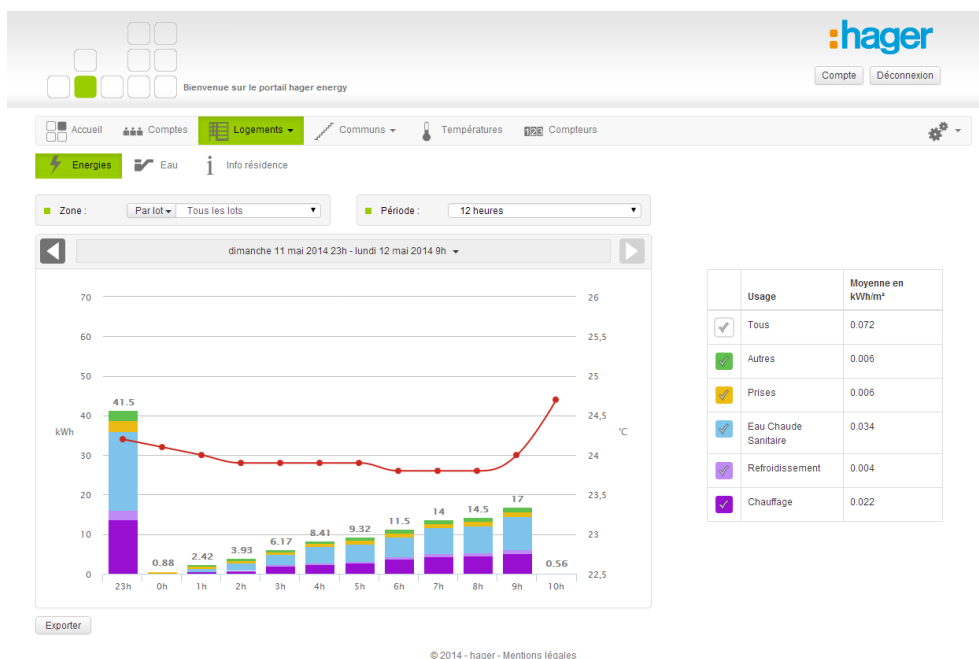 :hager
Compte Déconnexion
Bienvenue sur le portail hager energy
Accueil Comptes Logements Communs Températures 123 Compteurs
Energies Eau i Info résidence
Zone : Par lot Tous les lots Période : 12 heures
dimanche 11 mai 2014 23h - lundi 12 mai 2014 9h
70 26
60 25,5
50 25
41.5
40 24,5
kWh °C
30 24
20 23,5
17
14.5
14
11.5
9.32
8.41
10 23
6.17
3.93
2.42
0.88 0.56
0 22,5
23h 0h 1h 2h 3h 4h 5h 6h 7h 8h 9h 10h
Usage Moyenne en
kWh/m²
Tous 0.072
Autres 0.006
Prises 0.006
Eau Chaude
Sanitaire 0.034
Refroidissement 0.004
Chauffage 0.022
Exporter
© 2014 - hager - Mentions légales